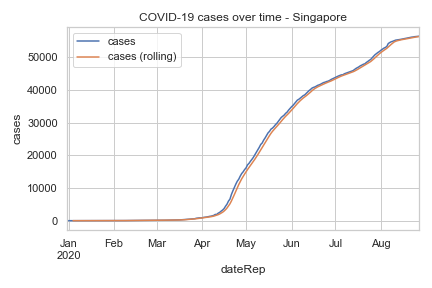 COVID-19 cases over time - Singapore
cases
cases (rolling)
50000
40000
30000
20000
10000
0
cases
Jan Feb Mar Apr May Jun Jul Aug
2020
dateRep